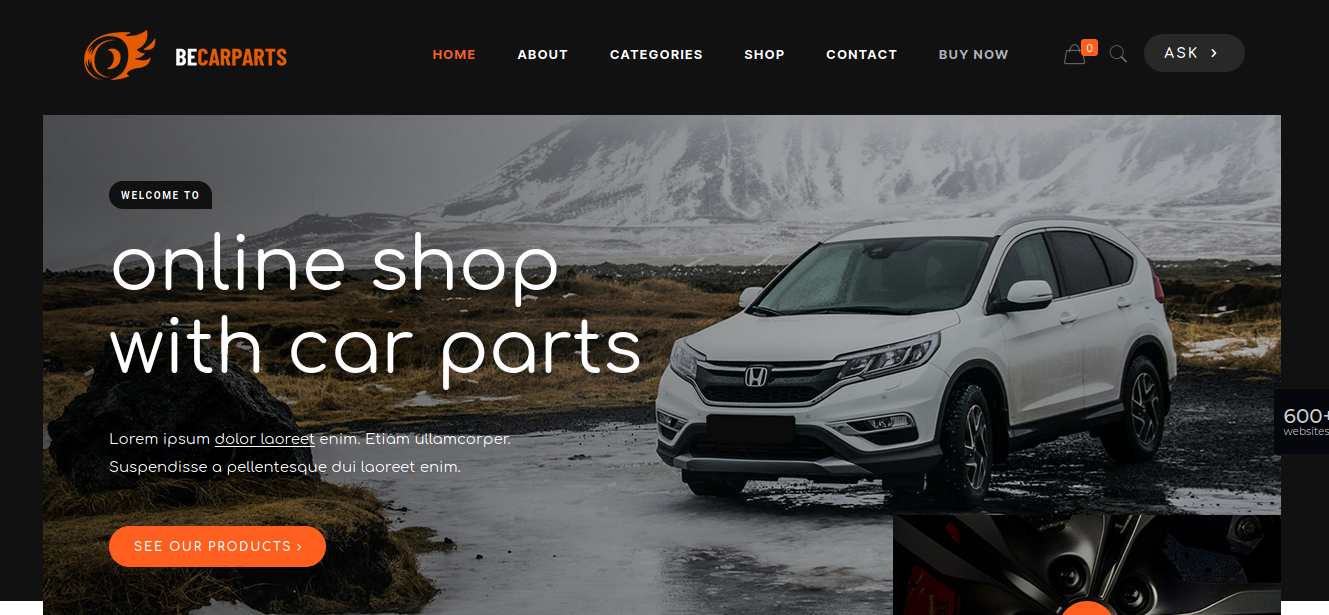 BECARPARTS
HOME ABOUT CATEGORIES SHOP CONTACT BUY NOW
0
ASK
WELCOME TO
online shop
with car parts
Lorem ipsum dolor laoreet enim. Etiam ullamcorper.
Suspendisse a pellentesque dui laoreet enim.
SEE OUR PRODUCTS
600+
websites